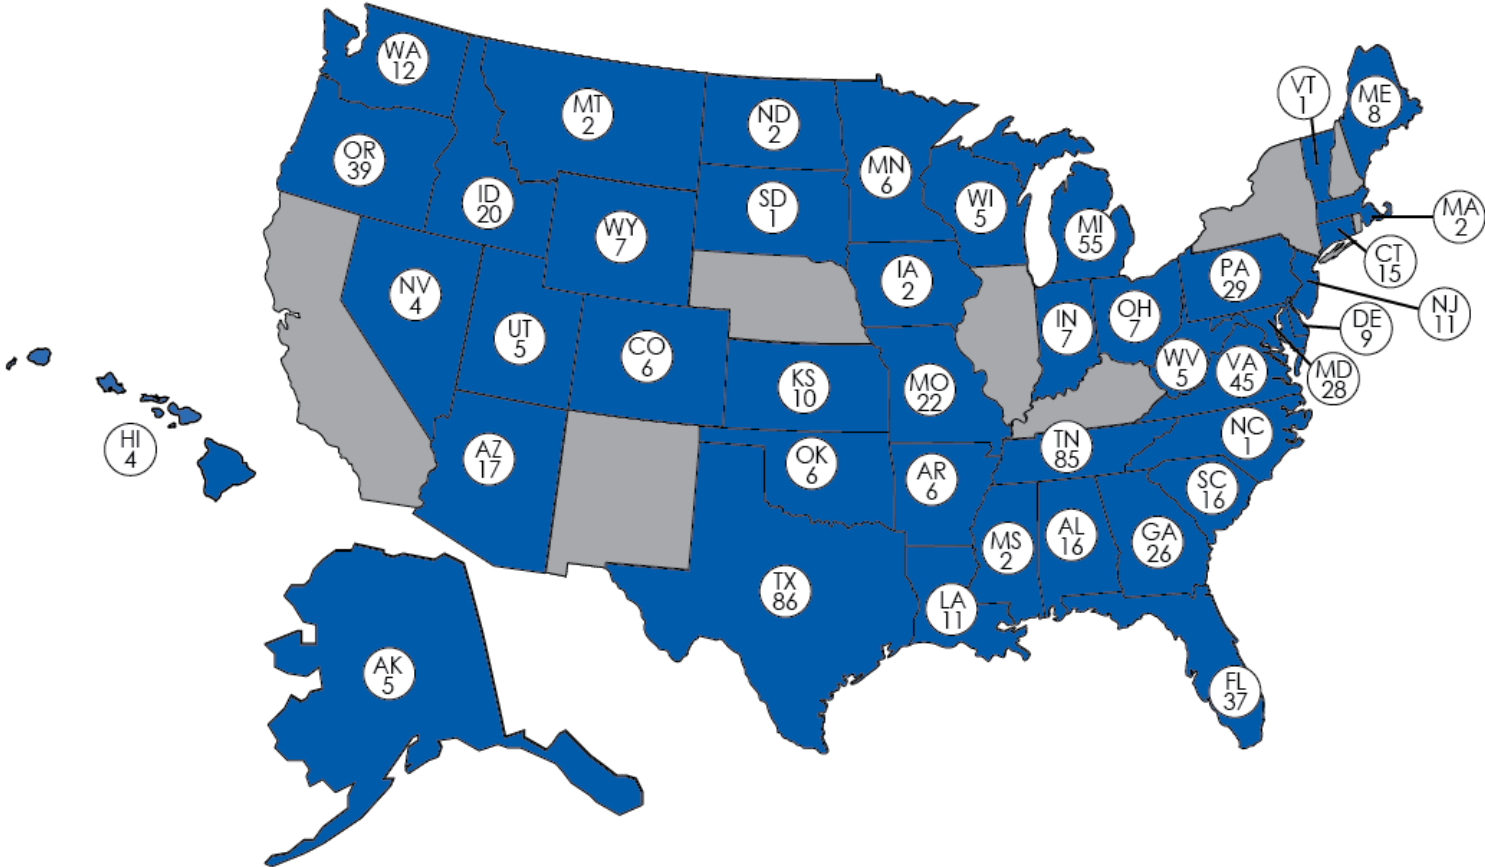 WA
12
MT
2
ND
2
VT
1
ME
8
OR
39
MN
6
ID
20
SD
1
WI
5
MA
2
WY
7
MI
55
CT
15
NV
4
IA
2
PA
29
NJ
11
UT
5
IN
7
OH
7
DE
9
CO
6
KS
10
MO
22
WV
5
VA
45
MD
28
HI
4
AZ
17
OK
6
AR
6
TN
85
NC
1
SC
16
MS
2
AL
16
GA
26
TX
86
LA
11
AK
5
FL
37